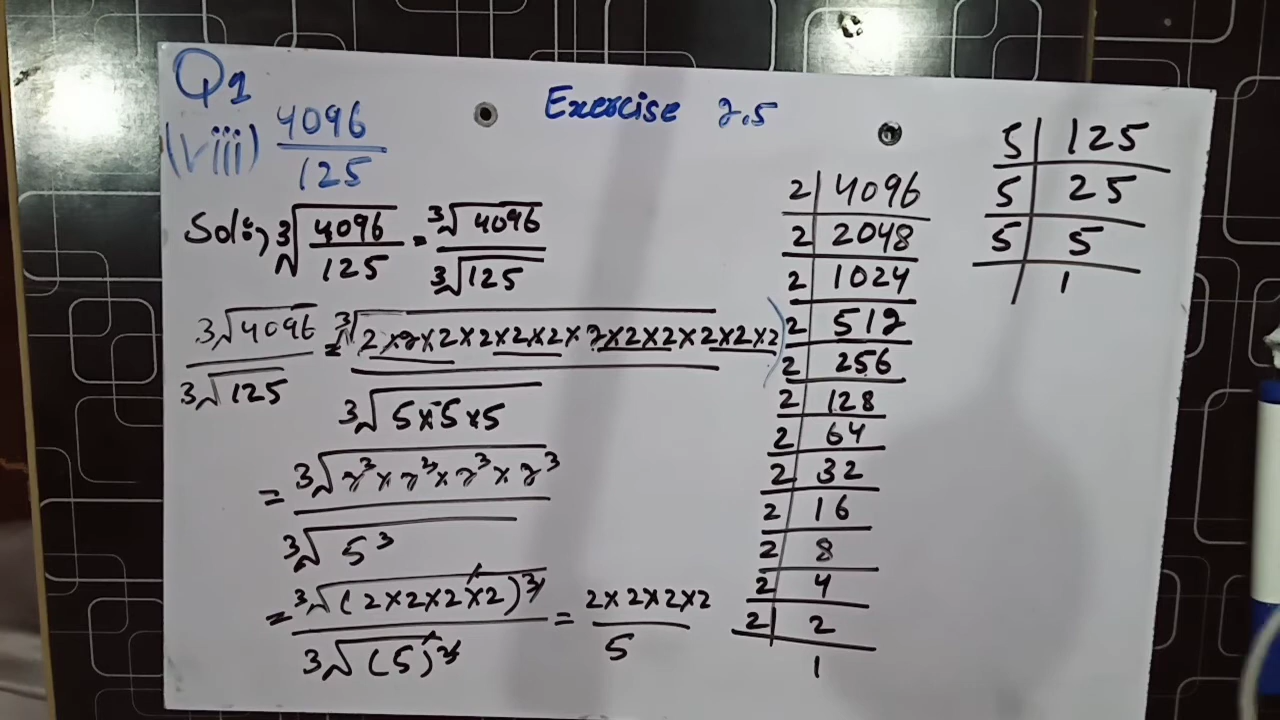 Q1
Exercise 2.5
(viii) 4096/125
Sol:, ∛(4096/125) = ∛4096/∛125
∛4096/∛125 = ∛2×2×2×2×2×2×2×2×2×2×2×2
∛5×5×5
= ∛2³×2³×2³×2³
∛5³
= ∛(2×2×2×2)³ / ∛(5)³ = 2×2×2×2 / 5
2 | 4096
2 | 2048
2 | 1024
2 | 512
2 | 256
2 | 128
2 | 64
2 | 32
2 | 16
2 | 8
2 | 4
2 | 2
1
5 | 125
5 | 25
5 | 5
1